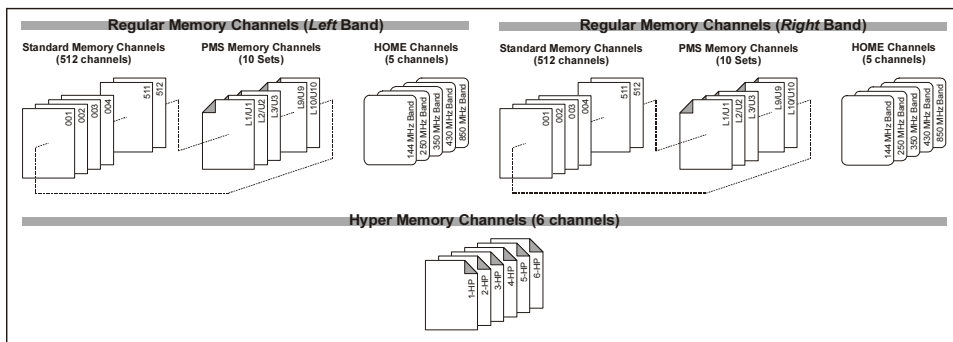 Regular Memory Channels (Left Band)
Standard Memory Channels
(512 channels)
PMS Memory Channels
(10 Sets)
HOME Channels
(5 channels)
001
002
003
004
511
512
L1/U1
L2/U2
L3/U3
L9/U9
L10/U10
144 MHz Band
250 MHz Band
350 MHz Band
430 MHz Band
850 MHz Band
Regular Memory Channels (Right Band)
Standard Memory Channels
(512 channels)
PMS Memory Channels
(10 Sets)
HOME Channels
(5 channels)
001
002
003
004
511
512
L1/U1
L2/U2
L3/U3
L9/U9
L10/U10
144 MHz Band
250 MHz Band
350 MHz Band
430 MHz Band
850 MHz Band
Hyper Memory Channels (6 channels)
1-HP
2-HP
3-HP
4-HP
5-HP
6-HP